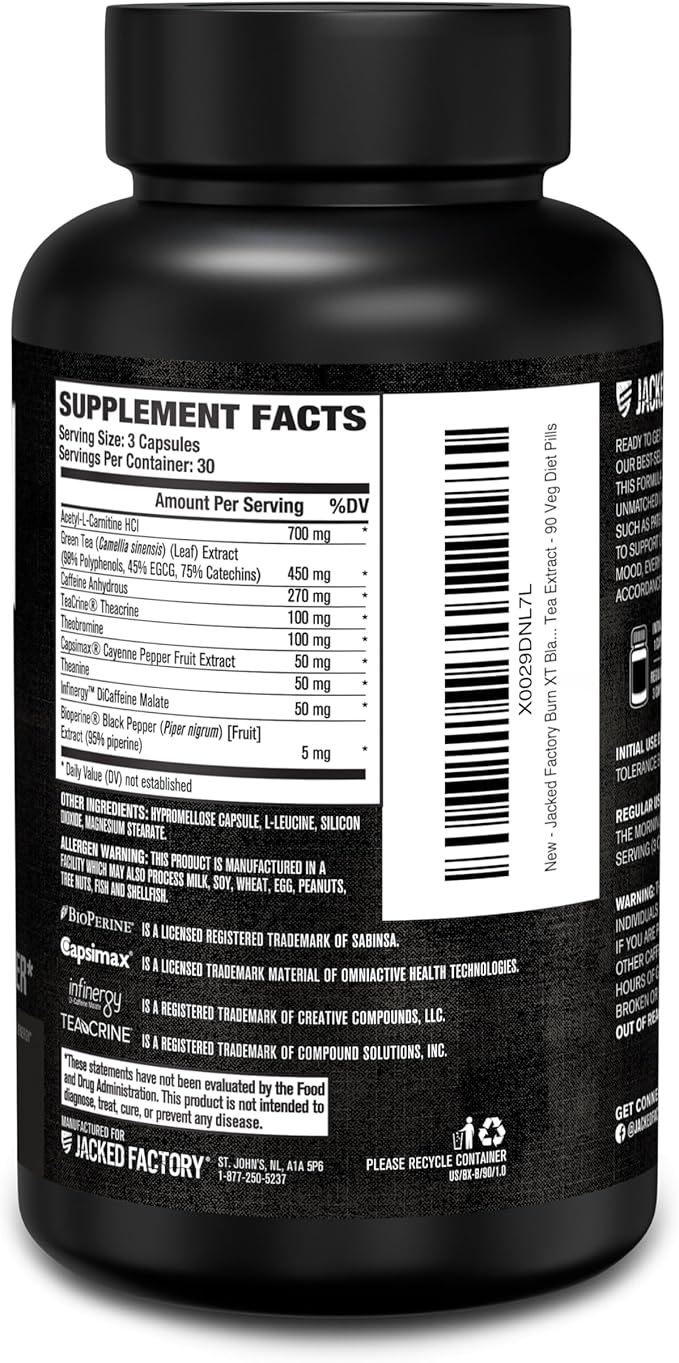 SUPPLEMENT FACTS
Serving Size: 3 Capsules
Servings Per Container: 30
Amount Per Serving %DV
Acetyl-L-Carnitine HCl 700 mg *
Green Tea (Camellia sinensis) (Leaf) Extract
(98% Polyphenols, 45% EGCG, 75% Catechins) 450 mg *
Caffeine Anhydrous 270 mg *
TeaCrine® Theacrine 100 mg *
Theobromine 100 mg *
Capsimax® Cayenne Pepper Fruit Extract 50 mg *
Theanine 50 mg *
Infinergy™ DiCaffeine Malate 50 mg *
Bioperine® Black Pepper (Piper nigrum) [Fruit]
Extract (95% piperine) 5 mg *
* Daily Value (DV) not established
OTHER INGREDIENTS: HYPROMELLOSE CAPSULE, L-LEUCINE, SILICON
DIOXIDE, MAGNESIUM STEARATE.
ALLERGEN WARNING: THIS PRODUCT IS MANUFACTURED IN A
FACILITY WHICH MAY ALSO PROCESS MILK, SOY, WHEAT, EGG, PEANUTS,
TREE NUTS, FISH AND SHELLFISH.
BIOPERINE® IS A LICENSED REGISTERED TRADEMARK OF SABINSA.
Capsimax® IS A LICENSED TRADEMARK MATERIAL OF OMNIACTIVE HEALTH TECHNOLOGIES.
infinergy
Di-Caffeine Malate
IS A REGISTERED TRADEMARK OF CREATIVE COMPOUNDS, LLC.
TEACRINE® IS A REGISTERED TRADEMARK OF COMPOUND SOLUTIONS, INC.
*These statements have not been evaluated by the Food
and Drug Administration. This product is not intended to
diagnose, treat, cure, or prevent any disease.
MANUFACTURED FOR
JACKED FACTORY®
ST. JOHN'S, NL, A1A 5P6
1-877-250-5237
PLEASE RECYCLE CONTAINER
US/BX-B/90/1.0
X0029DNL7L
New - Jacked Factory Burn XT Bla... Tea Extract - 90 Veg Diet Pills
READY TO GET
OUR BEST-SEL
THIS FORMULA
UNMATCHED
SUCH AS
TO SUPPORT
MOOD, EVERY
ACCORDANCE
INITIAL USE
TOLERANCE
REGULAR US
THE MORNIN
SERVING (3 C
WARNING:
INDIVIDUALS
IF YOU ARE P
OTHER CAFF
HOURS OF
BROKEN OR
OUT OF REA
GET CONNE
@JACKEDFACT